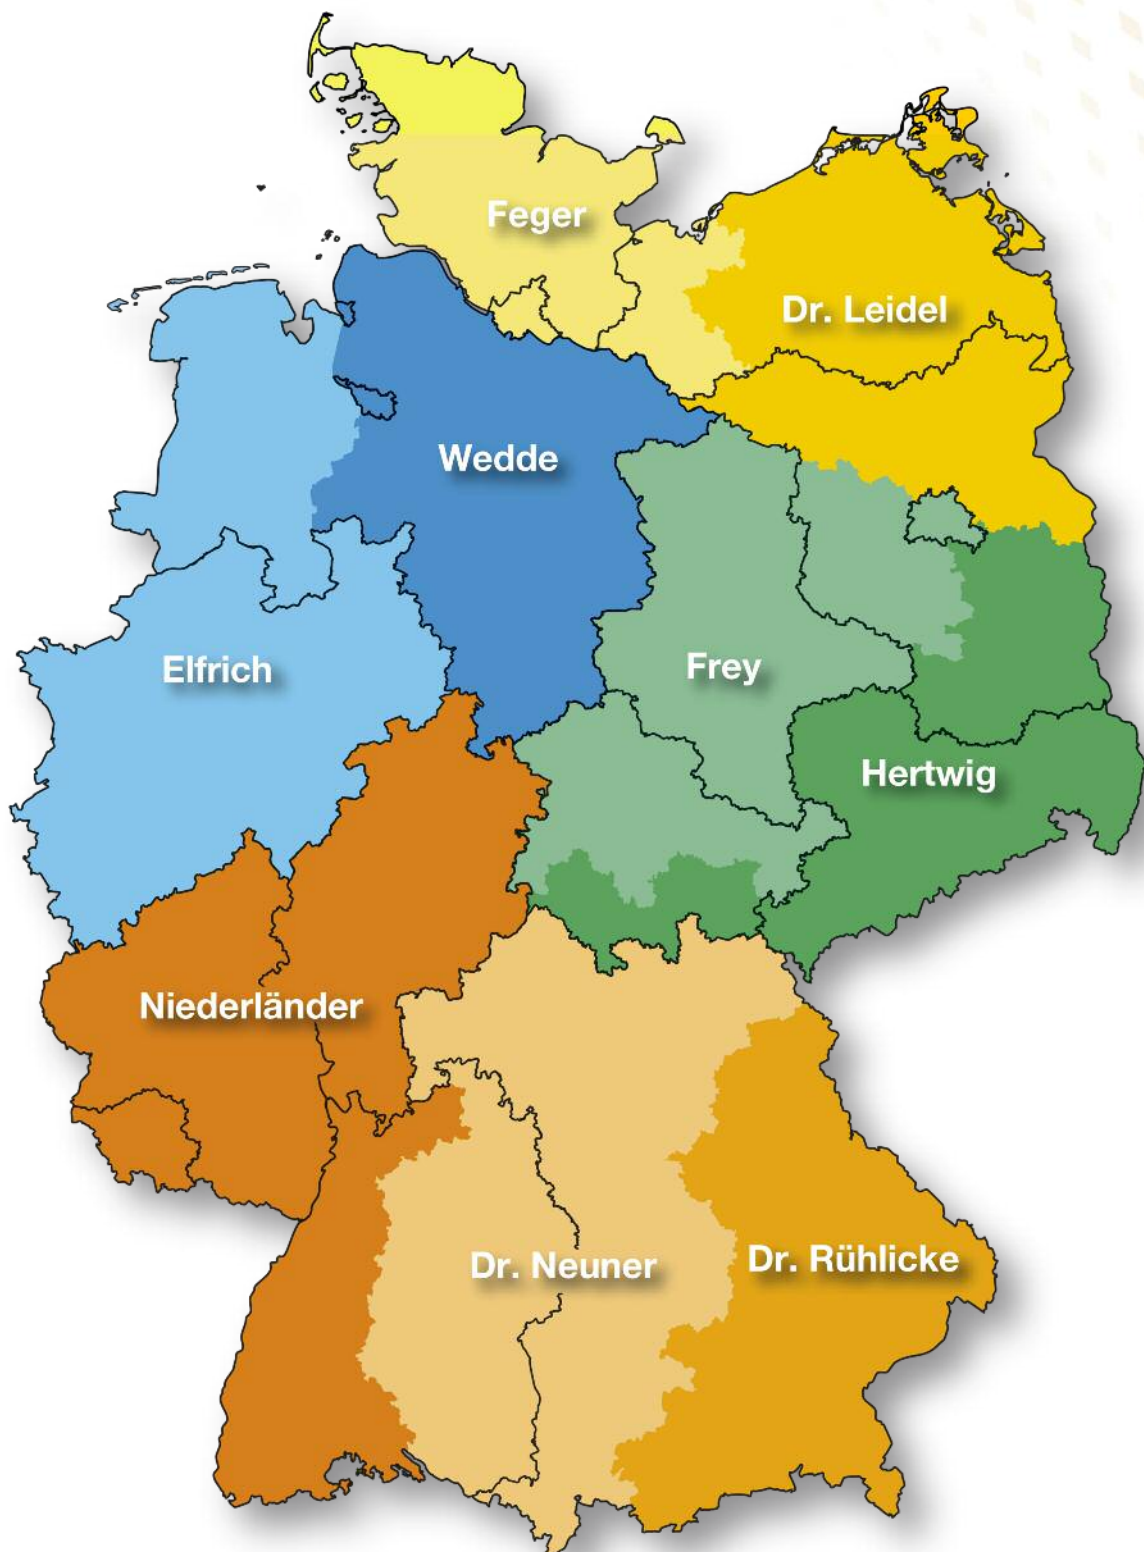 Feger
Dr. Leidel
Wedde
Elfrich
Frey
Hertwig
Niederländer
Dr. Neuner
Dr. Rühlicke